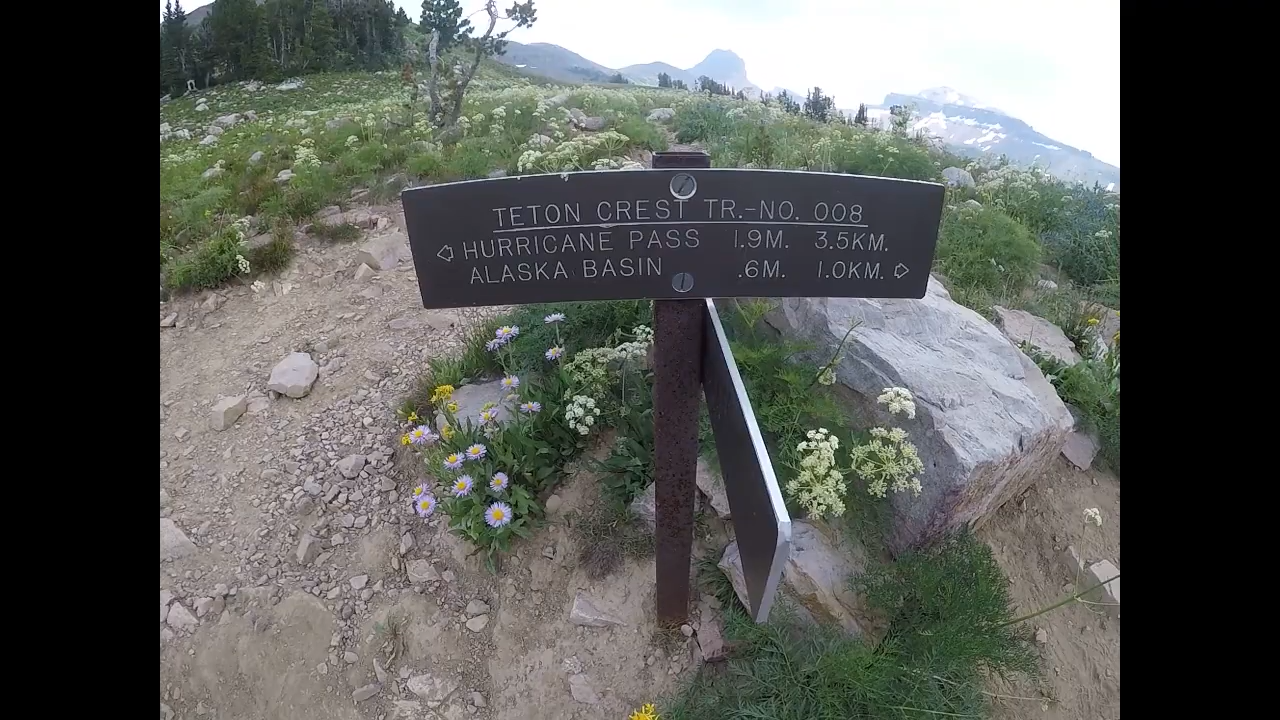 TETON CREST TR.-NO. 008
HURRICANE PASS 1.9M. 3.5KM.
ALASKA BASIN .6M. 1.0KM.